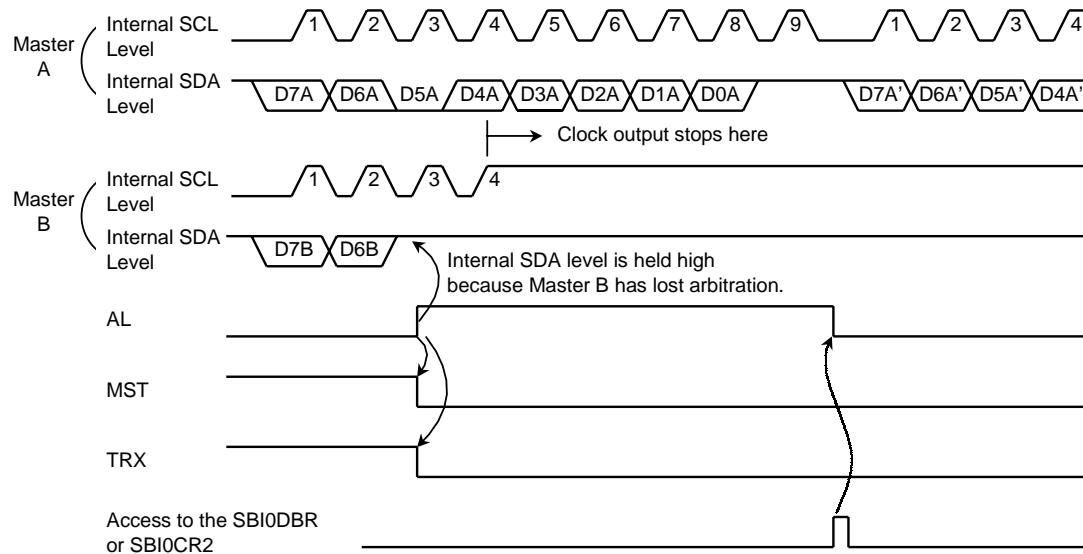 Master A
Internal SCL Level
1 2 3 4 5 6 7 8 9 1 2 3 4
Internal SDA Level
D7A D6A D5A D4A D3A D2A D1A D0A D7A' D6A' D5A' D4A'
Clock output stops here
Master B
Internal SCL Level
1 2 3 4
Internal SDA Level
D7B D6B
Internal SDA level is held high
because Master B has lost arbitration.
AL
MST
TRX
Access to the SBI0DBR
or SBI0CR2